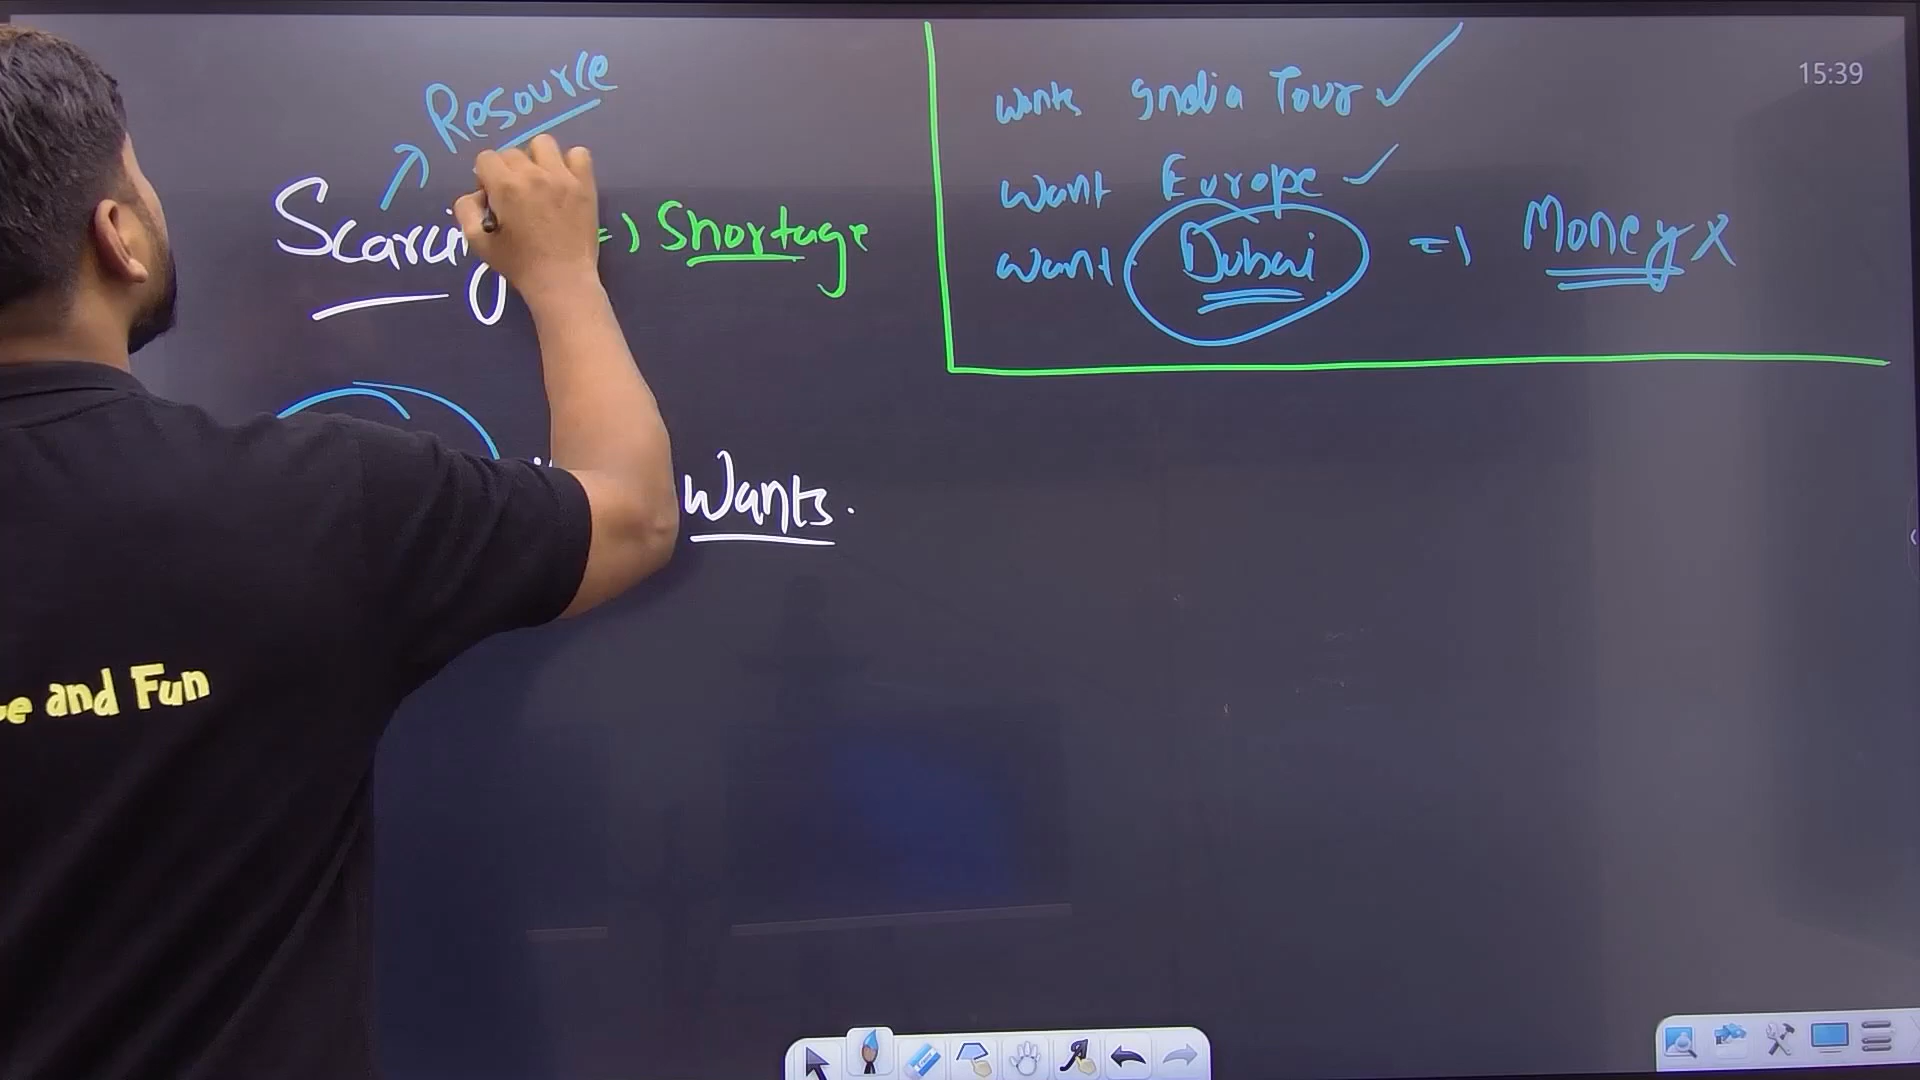 Resource
Scarcity => Shortage
Wants.
wants India Tour ✓
Want Europe ✓
Want Dubai => Money X
15:39
e and Fun